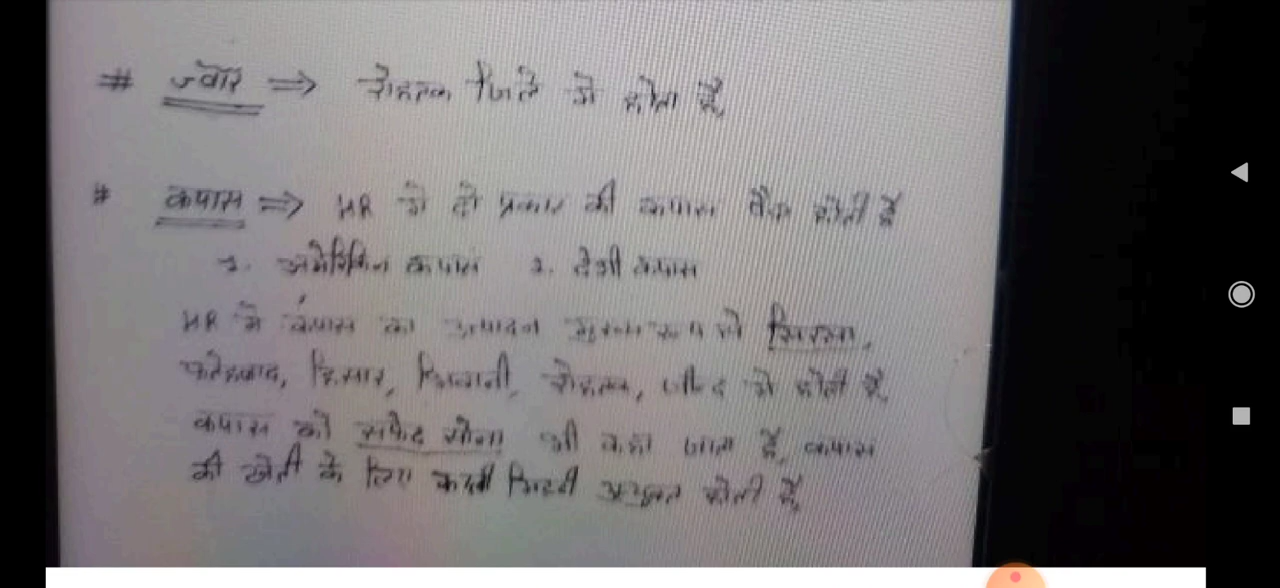 # ज्वार ⇒ रोहतक जिले में होता है,
# कपास ⇒ HR में दो प्रकार की कपास पैदा होती हैं
1. अमेरिकिन कपास 2. देशी कपास
HR में कपास का उत्पादन मुख्य रूप से सिरसा,
फतेहबाद, हिसार, भिवानी, रोहतक, जींद में होती है
कपास को सफेद सोना भी कहा जाता है, कपास
की खेती के लिए काली मिट्टी उपयुक्त होती है,